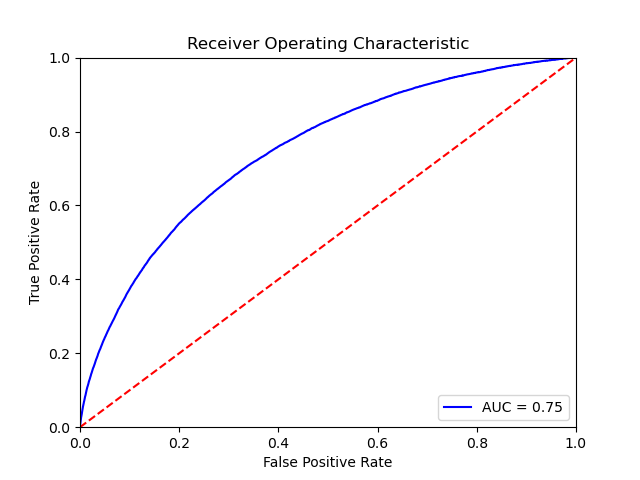 Receiver Operating Characteristic
True Positive Rate
1.0
0.8
0.6
0.4
0.2
0.0
AUC = 0.75
0.0 0.2 0.4 0.6 0.8 1.0
False Positive Rate